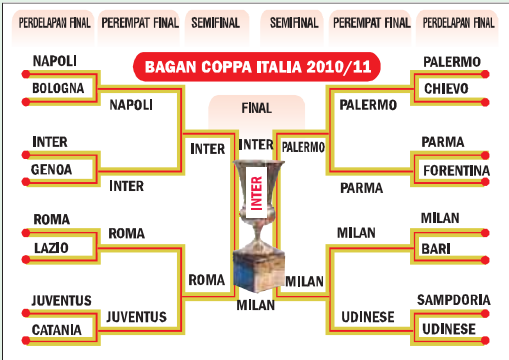 PERDELAPAN FINAL PEREMPAT FINAL SEMIFINAL SEMIFINAL PEREMPAT FINAL PERDELAPAN FINAL
BAGAN COPPA ITALIA 2010/11
NAPOLI
BOLOGNA
NAPOLI
INTER
GENOA
INTER
ROMA
LAZIO
ROMA
JUVENTUS
CATANIA
JUVENTUS
INTER
ROMA
FINAL
INTER
INTER
MILAN
PALERMO
MILAN
PALERMO
PARMA
MILAN
UDINESE
PALERMO
CHIEVO
PARMA
FORENTINA
MILAN
BARI
SAMPDORIA
UDINESE